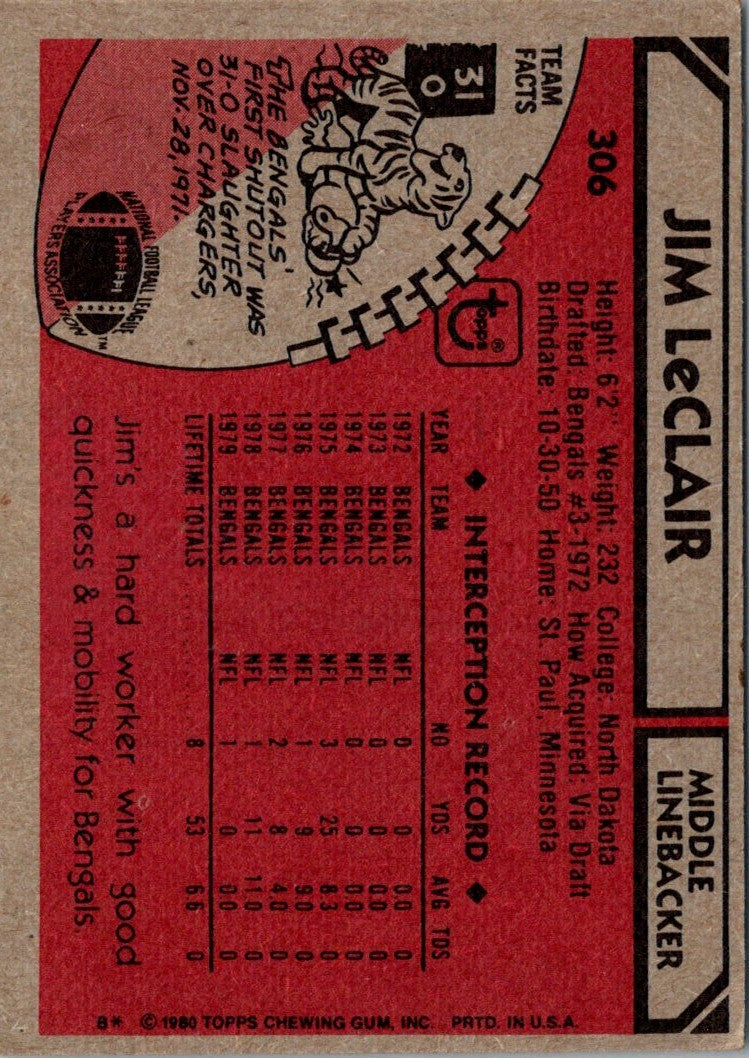 JIM LeCLAIR
MIDDLE
LINEBACKER
306
Height: 6'2" Weight: 232 College: North Dakota
Drafted: Bengals #3-1972 How Acquired: Via Draft
Birthdate: 10-30-50 Home: St. Paul, Minnesota
TEAM
FACTS
31
0
THE BENGALS'
FIRST SHUTOUT WAS
31-0 SLAUGHTER
OVER CHARGERS,
NOV. 28, 1971.
NATIONAL FOOTBALL LEAGUE
PLAYERS ASSOCIATION
TM
topps ®
◆ INTERCEPTION RECORD ◆
YEAR TEAM NO YDS AVG TDS
1972 BENGALS NFL 0 0 0.0 0
1973 BENGALS NFL 0 0 0.0 0
1974 BENGALS NFL 0 0 0.0 0
1975 BENGALS NFL 3 25 8.3 0
1976 BENGALS NFL 1 9 9.0 0
1977 BENGALS NFL 2 8 4.0 0
1978 BENGALS NFL 1 11 11.0 0
1979 BENGALS NFL 1 0 0.0 0
LIFETIME TOTALS 8 53 6.6 0
Jim's a hard worker with good
quickness & mobility for Bengals.
B* © 1980 TOPPS CHEWING GUM, INC. PRTD. IN U.S.A.